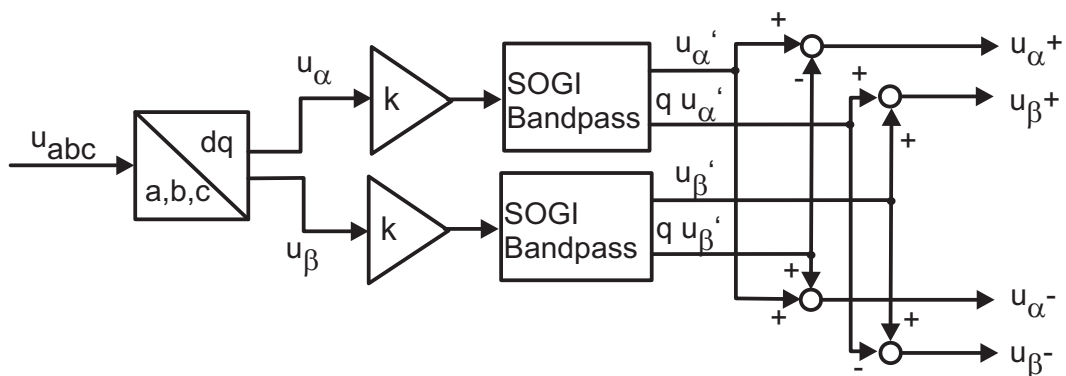 u_abc
dq
a,b,c
u_α
u_β
k
k
SOGI
Bandpass
SOGI
Bandpass
u_α‘
q u_α‘
u_β‘
q u_β‘
+
-
+
+
+
+
+
-
u_α+
u_β+
u_α-
u_β-